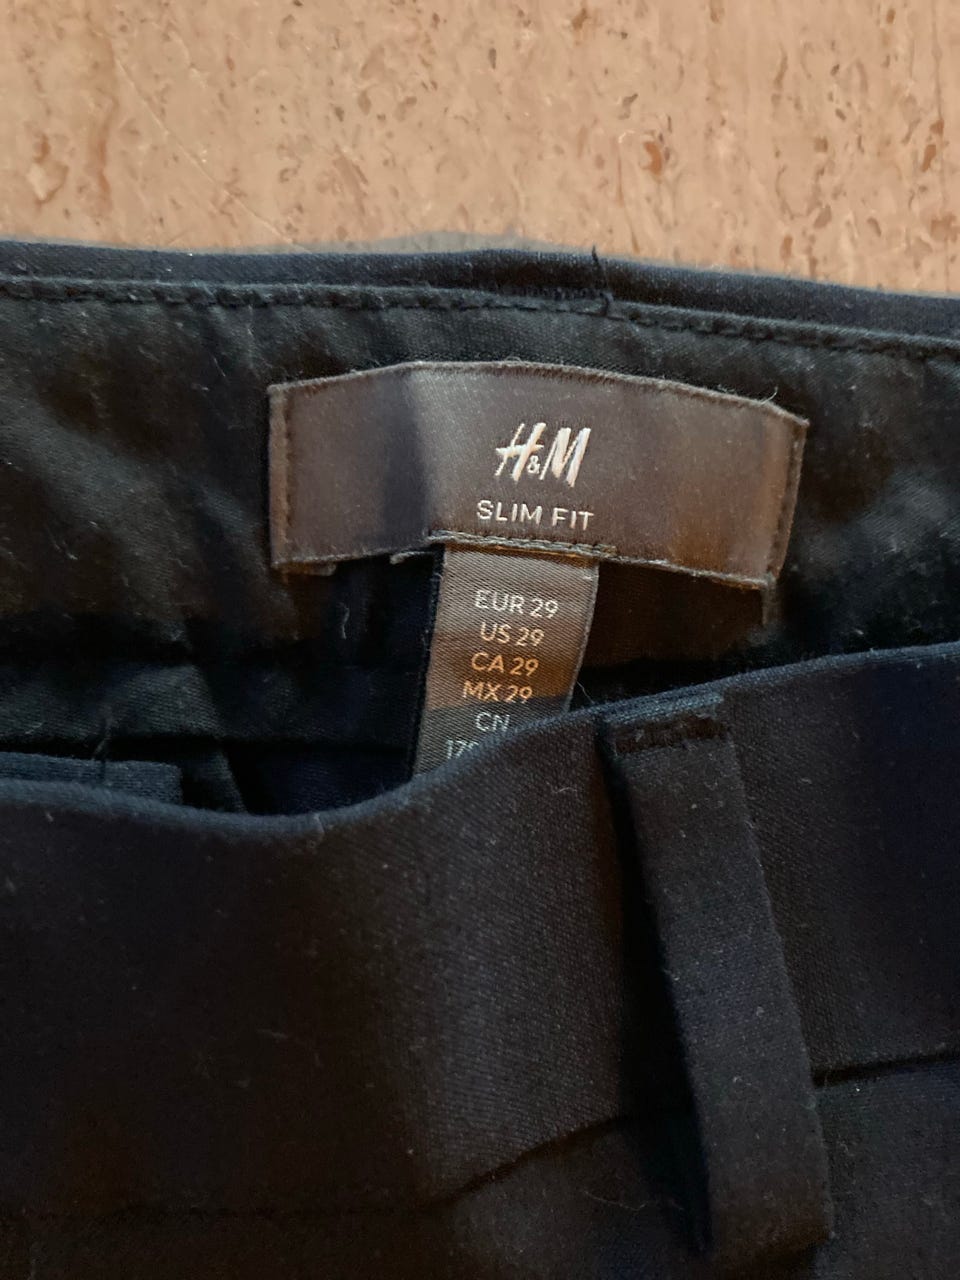 H&M
SLIM FIT
EUR 29
US 29
CA 29
MX 29
CN